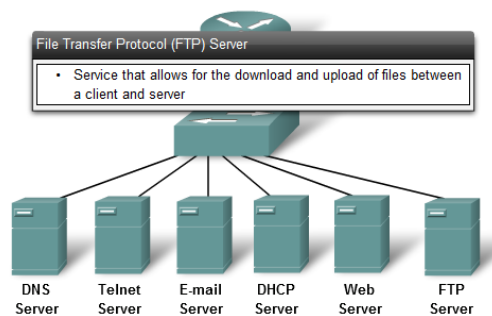 File Transfer Protocol (FTP) Server
• Service that allows for the download and upload of files between
a client and server
DNS Server
Telnet Server
E-mail Server
DHCP Server
Web Server
FTP Server